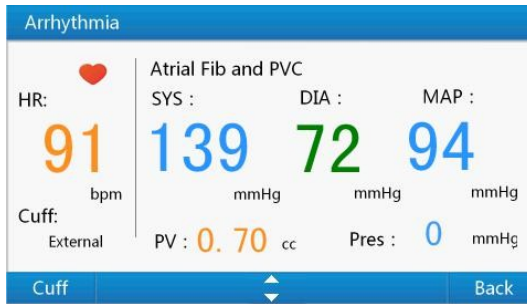 Arrhythmia
Atrial Fib and PVC
HR: SYS : DIA : MAP :
91 139 72 94
bpm mmHg mmHg mmHg
Cuff:
External PV : 0. 70 cc Pres : 0 mmHg
Cuff Back